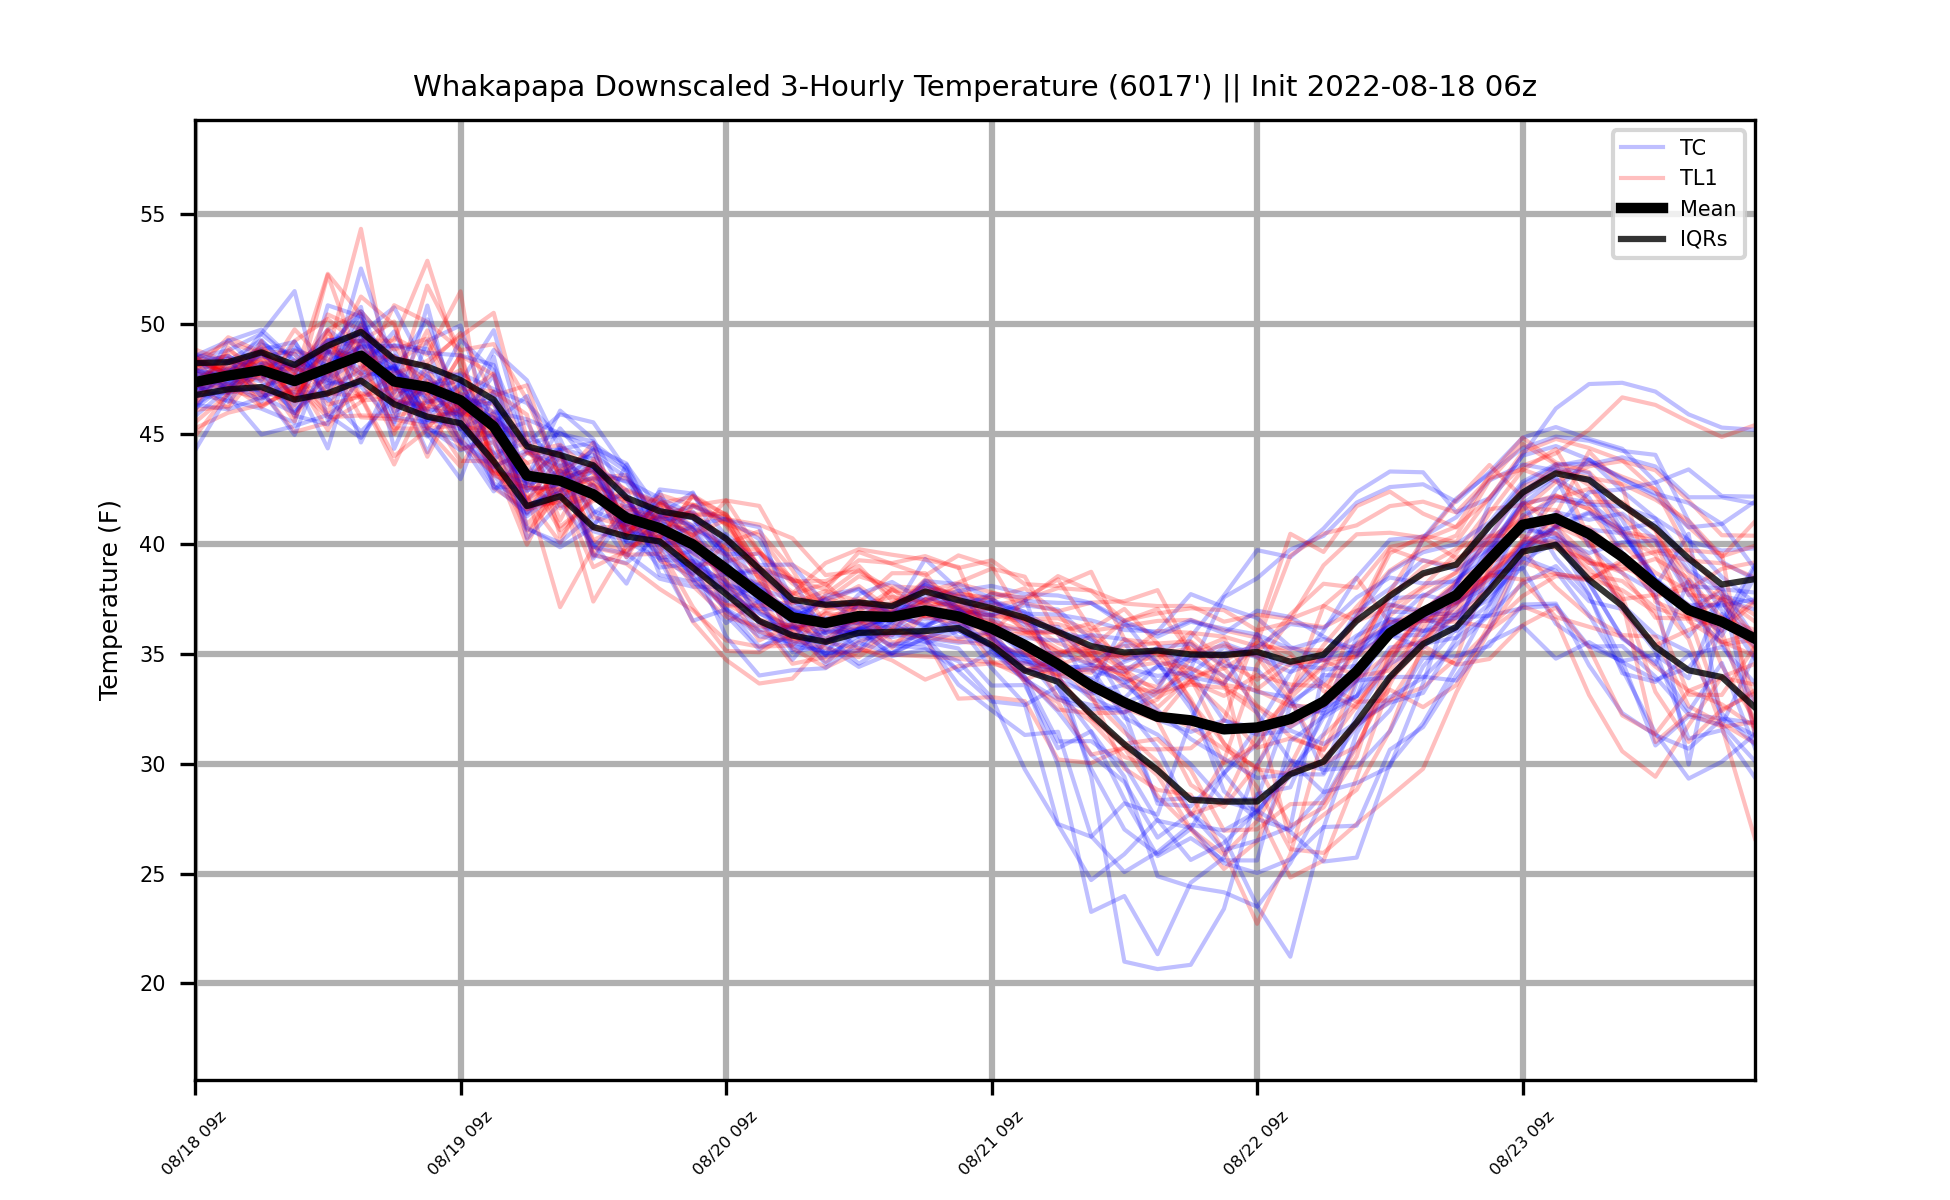 Whakapapa Downscaled 3-Hourly Temperature (6017') || Init 2022-08-18 06z
TC
TL1
Mean
IQRs
Temperature (F)
55
50
45
40
35
30
25
20
08/18 09z
08/19 09z
08/20 09z
08/21 09z
08/22 09z
08/23 09z